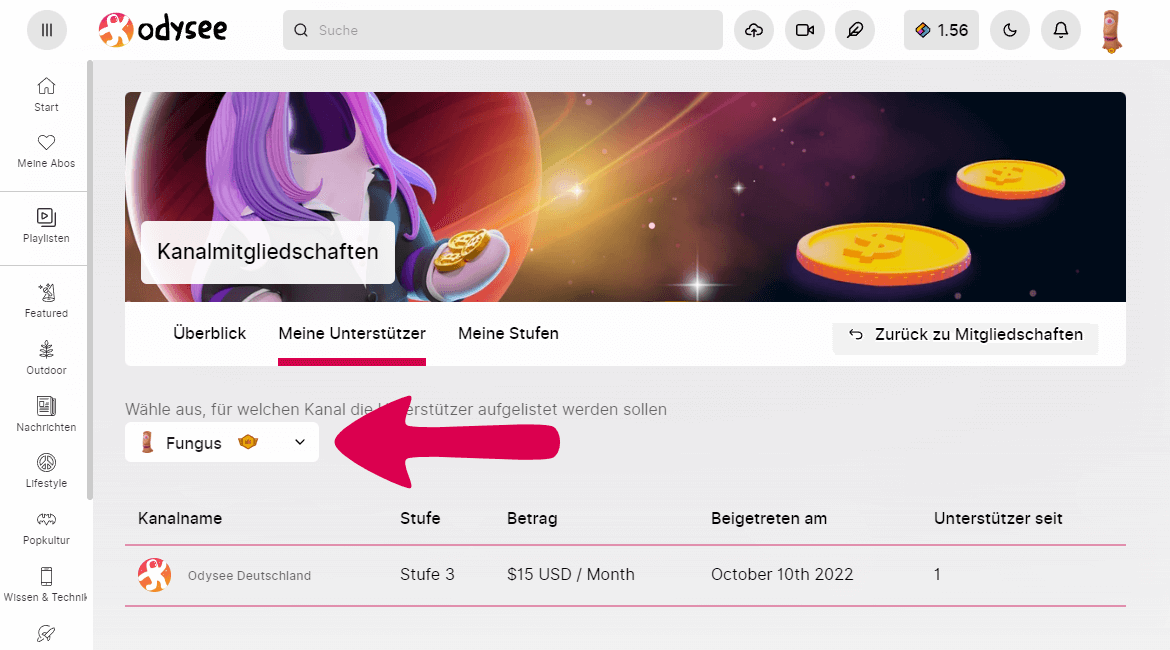 odysee
Suche
1.56
Start
Meine Abos
Playlisten
Featured
Outdoor
Nachrichten
Lifestyle
Popkultur
Wissen & Technik
Kanalmitgliedschaften
Überblick
Meine Unterstützer
Meine Stufen
Zurück zu Mitgliedschaften
Wähle aus, für welchen Kanal die Unterstützer aufgelistet werden sollen
Fungus
Kanalname Stufe Betrag Beigetreten am Unterstützer seit
Odysee Deutschland Stufe 3 $15 USD / Month October 10th 2022 1